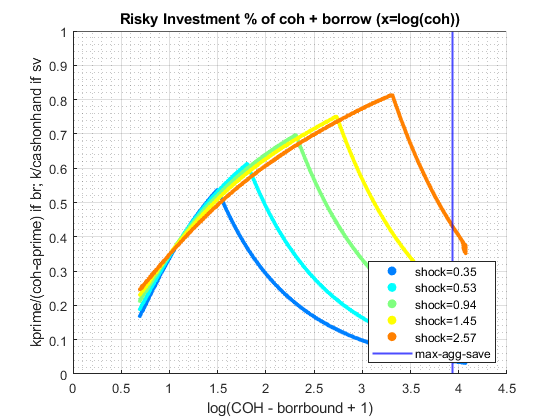 Risky Investment % of coh + borrow (x=log(coh))
kprime/(coh-aprime) if br; k/cashonhand if sv
1
0.9
0.8
0.7
0.6
0.5
0.4
0.3
0.2
0.1
0
shock=0.35
shock=0.53
shock=0.94
shock=1.45
shock=2.57
max-agg-save
0 0.5 1 1.5 2 2.5 3 3.5 4 4.5
log(COH - borrbound + 1)